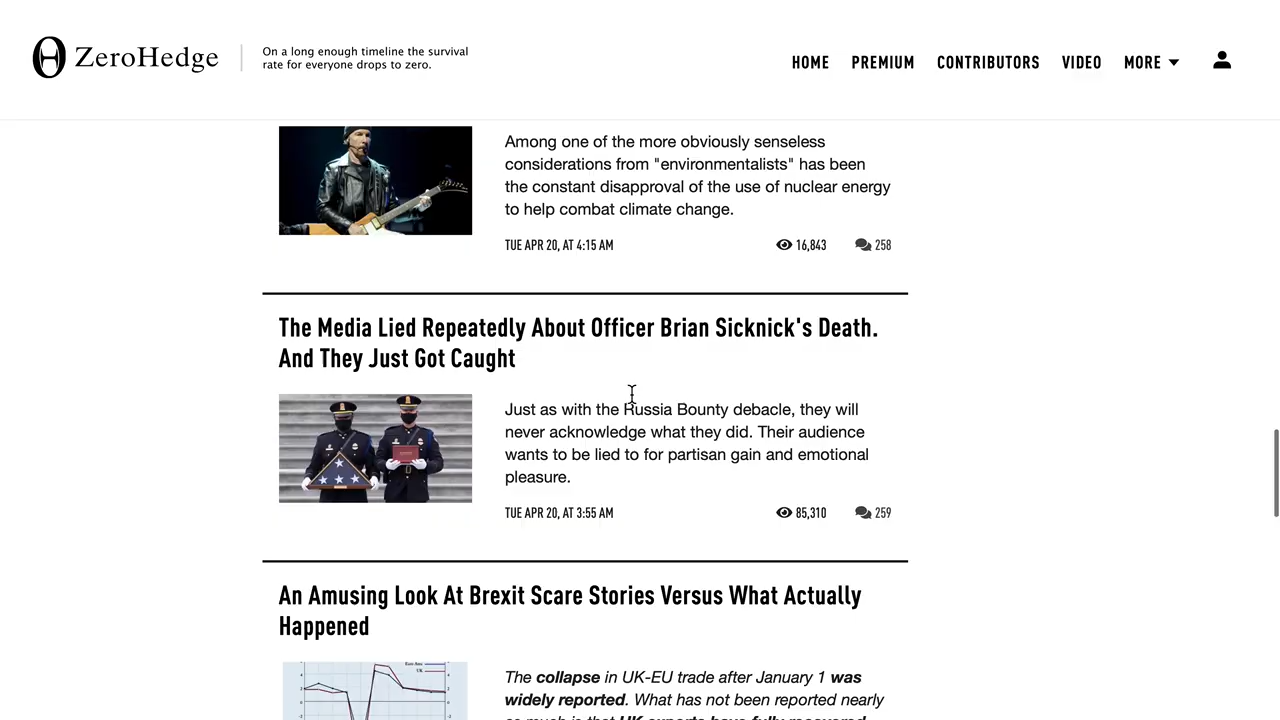 ZeroHedge
On a long enough timeline the survival
rate for everyone drops to zero.
HOME PREMIUM CONTRIBUTORS VIDEO MORE
Among one of the more obviously senseless
considerations from "environmentalists" has been
the constant disapproval of the use of nuclear energy
to help combat climate change.
TUE APR 20, AT 4:15 AM 16,843 258
The Media Lied Repeatedly About Officer Brian Sicknick's Death.
And They Just Got Caught
Just as with the Russia Bounty debacle, they will
never acknowledge what they did. Their audience
wants to be lied to for partisan gain and emotional
pleasure.
TUE APR 20, AT 3:55 AM 85,310 259
An Amusing Look At Brexit Scare Stories Versus What Actually
Happened
The collapse in UK-EU trade after January 1 was
widely reported. What has not been reported nearly
so much is that UK exports have fully recovered